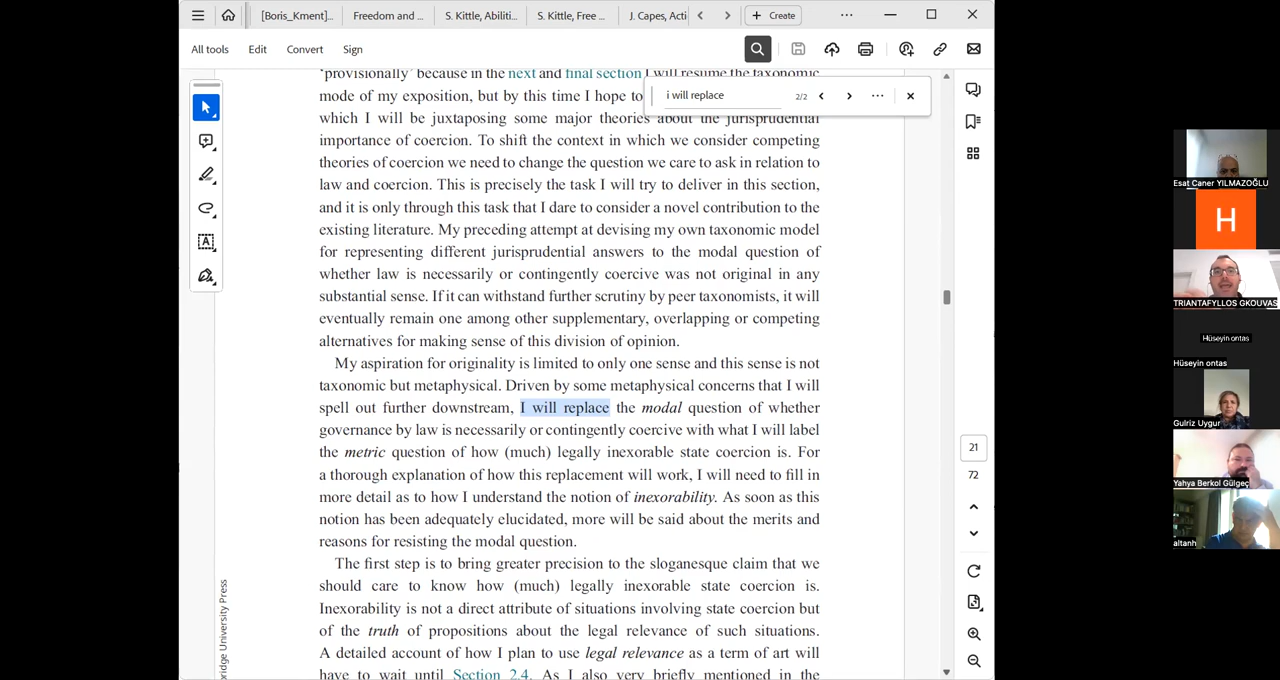 [Boris_Kment]...
Freedom and ...
S. Kittle, Abiliti...
S. Kittle, Free ...
J. Capes, Acti
+ Create
...
All tools
Edit
Convert
Sign
i will replace
2/2
'provisionally' because in the next and final section I will resume the taxonomic
mode of my exposition, but by this time I hope to
which I will be juxtaposing some major theories about the jurisprudential
importance of coercion. To shift the context in which we consider competing
theories of coercion we need to change the question we care to ask in relation to
law and coercion. This is precisely the task I will try to deliver in this section,
and it is only through this task that I dare to consider a novel contribution to the
existing literature. My preceding attempt at devising my own taxonomic model
for representing different jurisprudential answers to the modal question of
whether law is necessarily or contingently coercive was not original in any
substantial sense. If it can withstand further scrutiny by peer taxonomists, it will
eventually remain one among other supplementary, overlapping or competing
alternatives for making sense of this division of opinion.
My aspiration for originality is limited to only one sense and this sense is not
taxonomic but metaphysical. Driven by some metaphysical concerns that I will
spell out further downstream, I will replace the modal question of whether
governance by law is necessarily or contingently coercive with what I will label
the metric question of how (much) legally inexorable state coercion is. For
a thorough explanation of how this replacement will work, I will need to fill in
more detail as to how I understand the notion of inexorability. As soon as this
notion has been adequately elucidated, more will be said about the merits and
reasons for resisting the modal question.
The first step is to bring greater precision to the sloganesque claim that we
should care to know how (much) legally inexorable state coercion is.
Inexorability is not a direct attribute of situations involving state coercion but
of the truth of propositions about the legal relevance of such situations.
A detailed account of how I plan to use legal relevance as a term of art will
have to wait until Section 2.4. As I also very briefly mentioned in the
bridge University Press
21
72
Esat Caner YILMAZOĞLU
H
TRIANTAFYLLOS GKOUVAS
Hüseyin ontas
Hüseyin ontas
Gulriz Uygur
Yahya Berkol Gülgeç
altanh